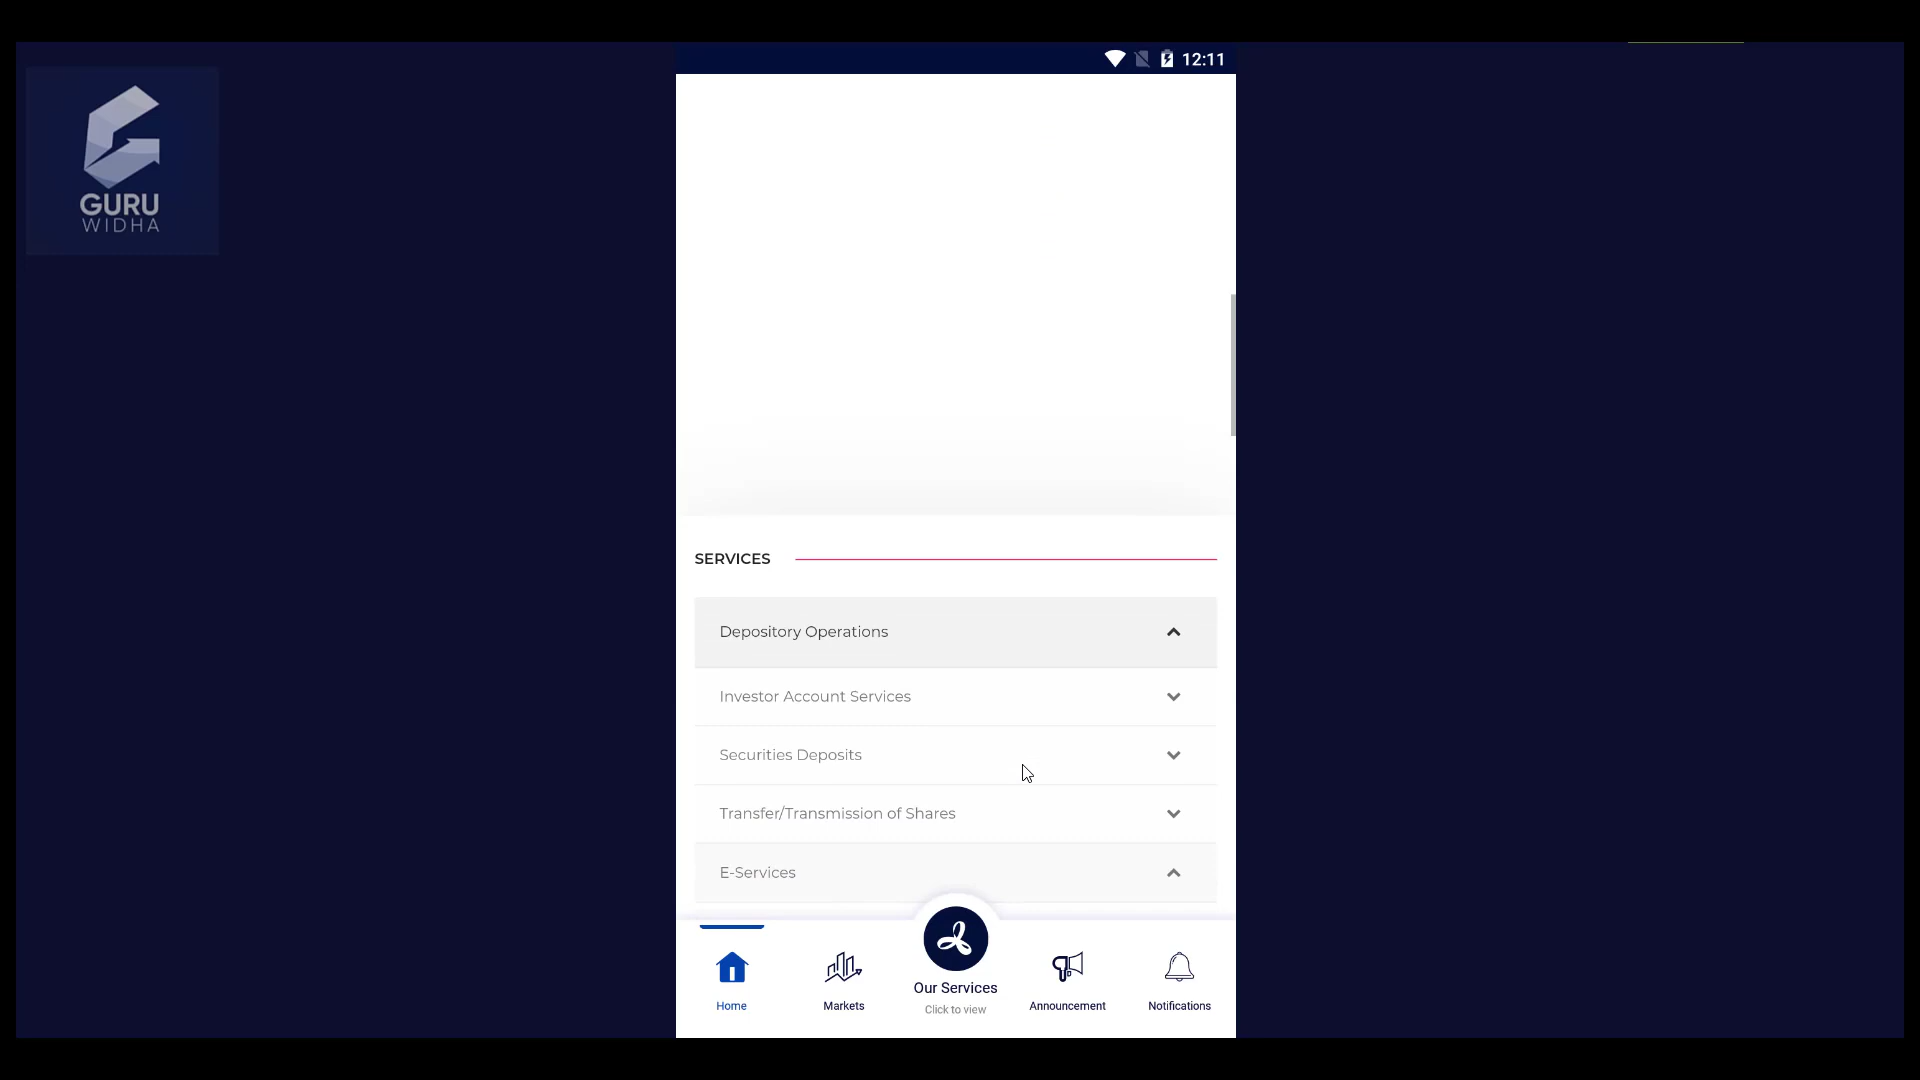 12:11
GURU
WIDHA
SERVICES
Depository Operations
Investor Account Services
Securities Deposits
Transfer/Transmission of Shares
E-Services
Home
Markets
Our Services
Click to view
Announcement
Notifications